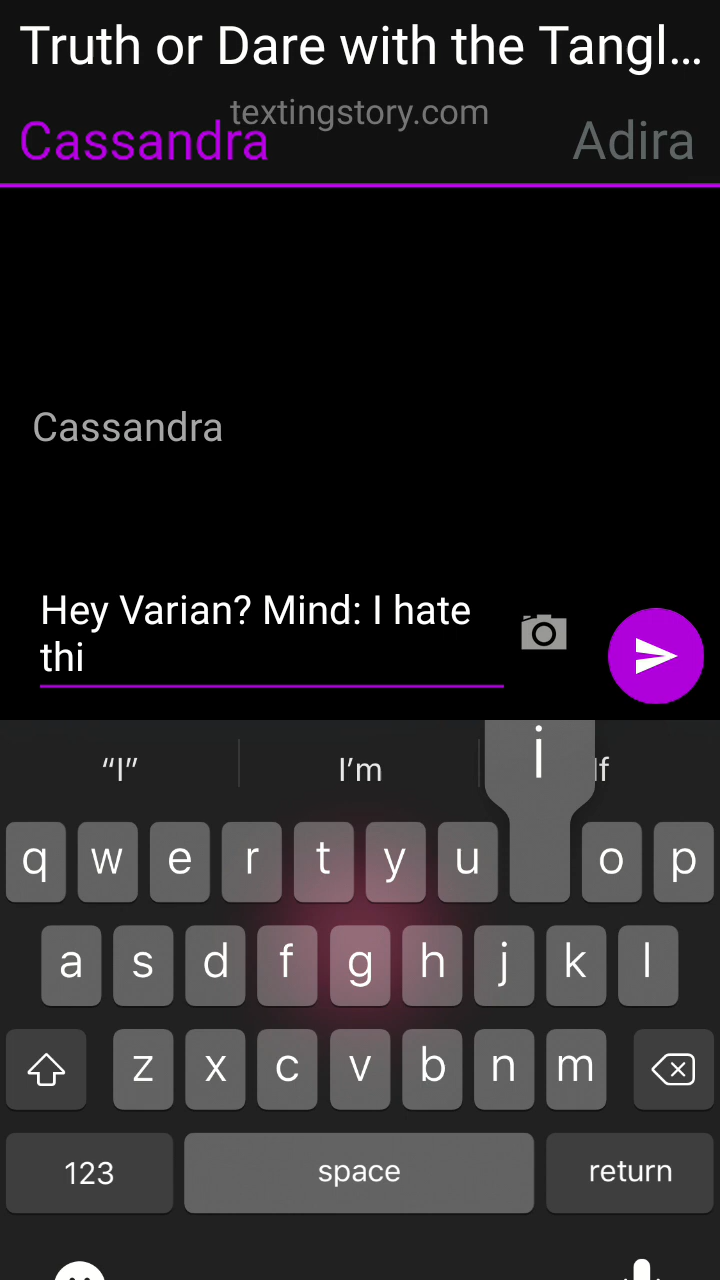 Truth or Dare with the Tangl...
textingstory.com
Cassandra Adira
Cassandra
Hey Varian? Mind: I hate
thi
“I” I’m If
i
q w e r t y u o p
a s d f g h j k l
z x c v b n m
123 space return